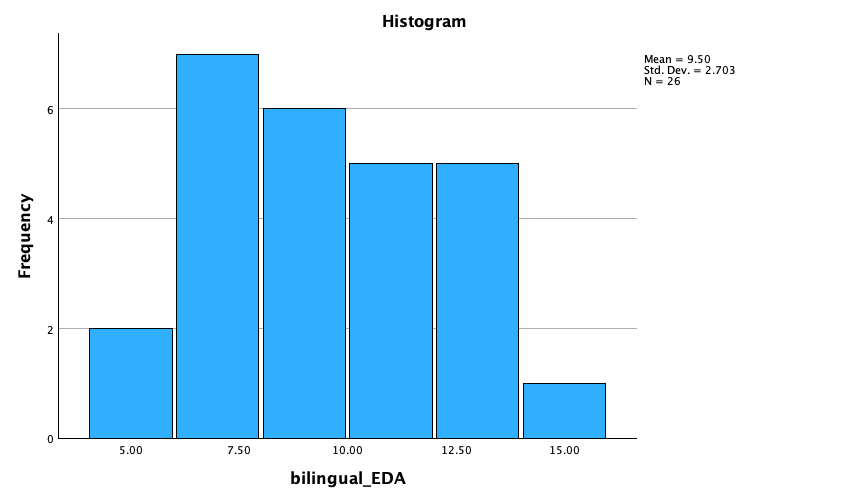 Histogram
Mean = 9.50
Std. Dev. = 2.703
N = 26
Frequency
6
4
2
0
5.00 7.50 10.00 12.50 15.00
bilingual_EDA